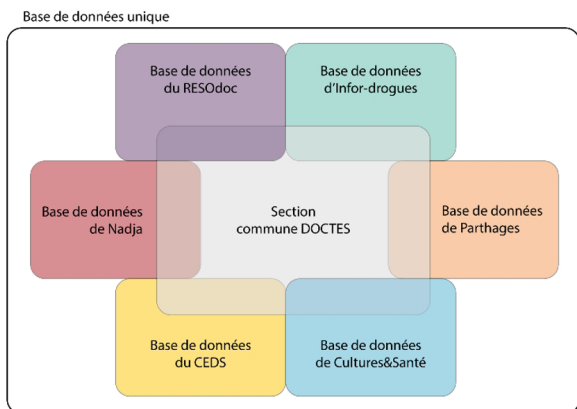 Base de données unique
Base de données
du RESOdoc
Base de données
d'Infor-drogues
Base de données
de Nadja
Section
commune DOCTES
Base de données
de Parthages
Base de données
du CEDS
Base de données
de Cultures&Santé